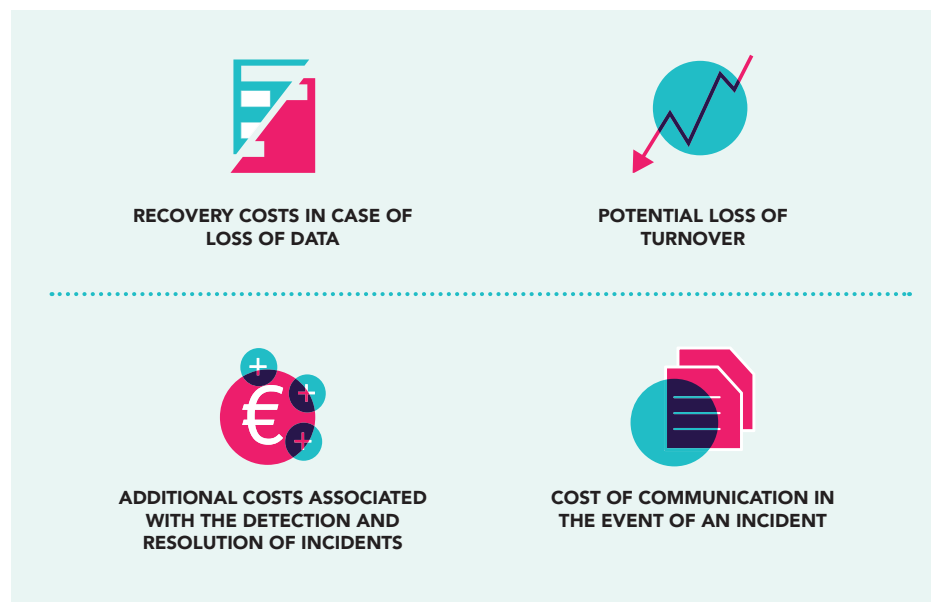 RECOVERY COSTS IN CASE OF
LOSS OF DATA
POTENTIAL LOSS OF
TURNOVER
€
ADDITIONAL COSTS ASSOCIATED
WITH THE DETECTION AND
RESOLUTION OF INCIDENTS
COST OF COMMUNICATION IN
THE EVENT OF AN INCIDENT